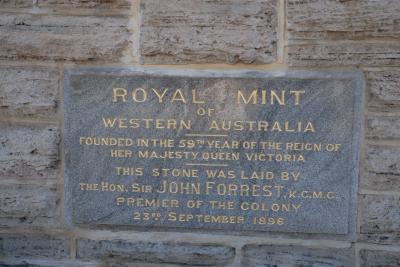 ROYAL MINT
OF
WESTERN AUSTRALIA
FOUNDED IN THE 59TH YEAR OF THE REIGN OF
HER MAJESTY QUEEN VICTORIA
THIS STONE WAS LAID BY
THE HON. SIR JOHN FORREST, K.C.M.G.
PREMIER OF THE COLONY
23RD SEPTEMBER 1896